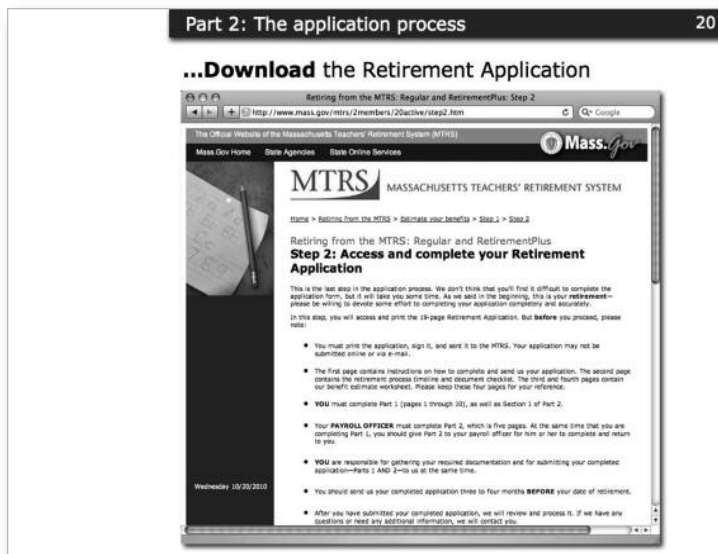 Part 2: The application process 20
...Download the Retirement Application
Retiring from the MTRS: Regular and RetirementPlus: Step 2
http://www.mass.gov/mtrs/2members/20active/step2.htm
Google
The Official Website of the Massachusetts Teachers' Retirement System (MTRS)
Mass.Gov Home State Agencies State Online Services
Mass.Gov
MTRS MASSACHUSETTS TEACHERS' RETIREMENT SYSTEM
Home > Retiring from the MTRS > Estimate your benefits > Step 1 > Step 2
Retiring from the MTRS: Regular and RetirementPlus
Step 2: Access and complete your Retirement
Application
This is the last step in the application process. We don't think that you'll find it difficult to complete the
application form, but it will take you some time. As we said in the beginning, this is your retirement—
please be willing to devote some effort to completing your application completely and accurately.
In this step, you will access and print the 19-page Retirement Application. But before you proceed, please
note:
• You must print the application, sign it, and sent it to the MTRS. Your application may not be
submitted online or via e-mail.
• The first page contains instructions on how to complete and send us your application. The second page
contains the retirement process timeline and document checklist. The third and fourth pages contain
our benefit estimate worksheet. Please keep these four pages for your reference.
• YOU must complete Part 1 (pages 1 through 10), as well as Section 1 of Part 2.
• Your PAYROLL OFFICER must complete Part 2, which is five pages. At the same time that you are
completing Part 1, you should give Part 2 to your payroll officer for him or her to complete and return
to you.
• YOU are responsible for gathering your required documentation and for submitting your completed
application—Parts 1 AND 2—to us at the same time.
• You should send us your completed application three to four months BEFORE your date of retirement.
• After you have submitted your completed application, we will review and process it. If we have any
questions or need any additional information, we will contact you.
Wednesday 10/20/2010